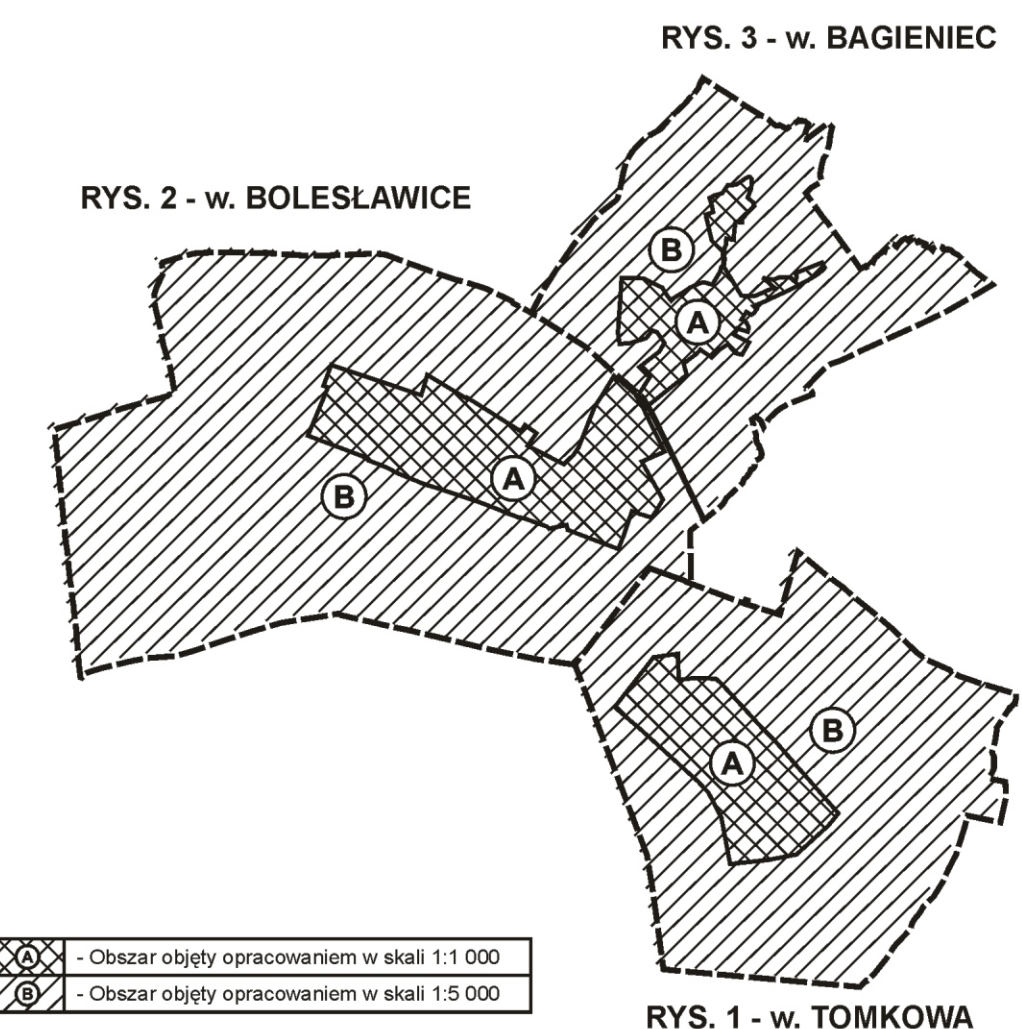 RYS. 3 - w. BAGIENIEC
RYS. 2 - w. BOLESŁAWICE
B
A
A
B
B
A
A - Obszar objęty opracowaniem w skali 1:1 000
B - Obszar objęty opracowaniem w skali 1:5 000
RYS. 1 - w. TOMKOWA